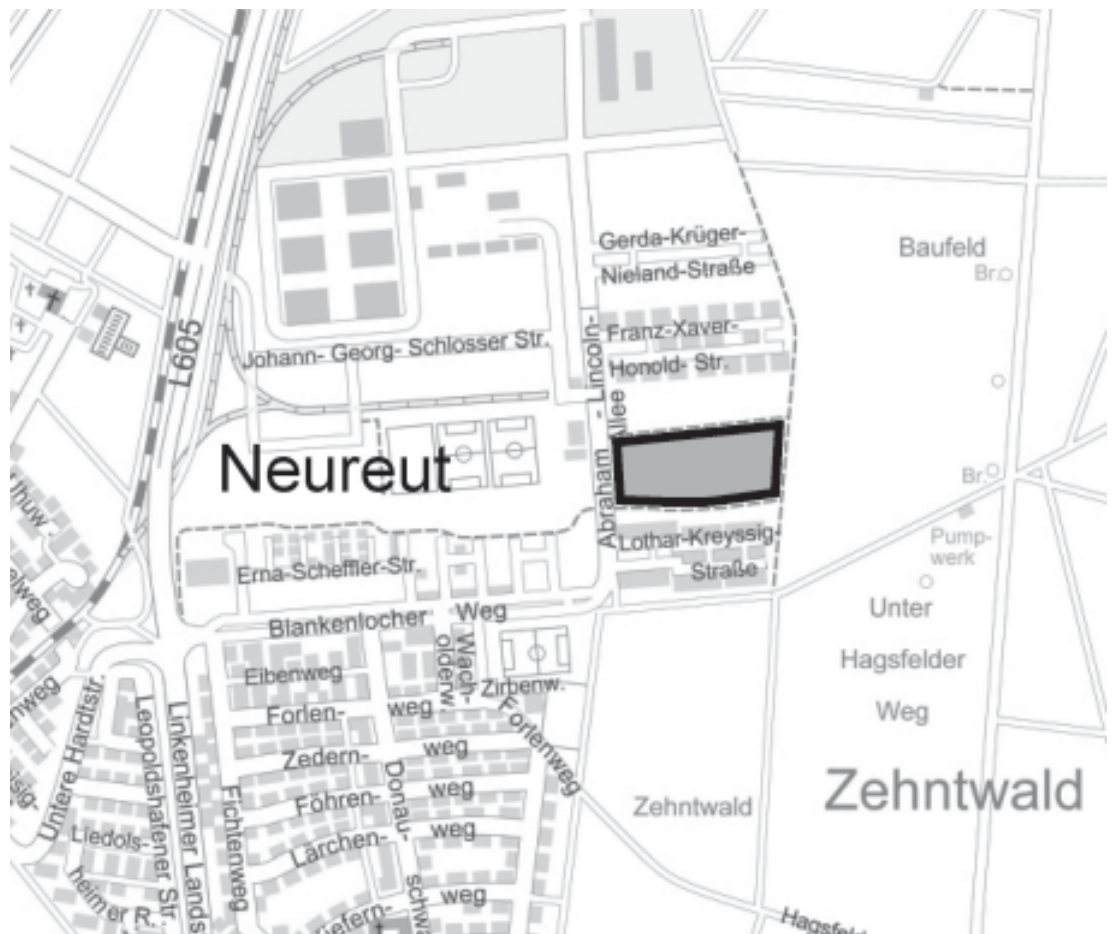 Gerda-Krüger-
Nieland-Straße
Baufeld
Br.
Franz-Xaver-
Honold- Str.
L605
Johann- Georg- Schlosser Str.
Abraham - Lincoln-
Allee
Neureut
Br.
Lothar-Kreyssig-
Straße
Pump-
werk
Erna-Scheffler-Str.
Unter
Hagsfelder
Weg
Blankenlocher Weg
Eibenweg
Wach-
olderw.
Zirbenw.
Forlen- weg
Forlenweg
Zedern- weg
Föhren- weg
Lärchen- weg
weg
Donau-
schwa
Fichtenweg
Linkenheimer Lands
Leopoldshafener Str.
Untere Hardtstr.
Liedols-
heimer R.
Zehntwald
Zehntwald